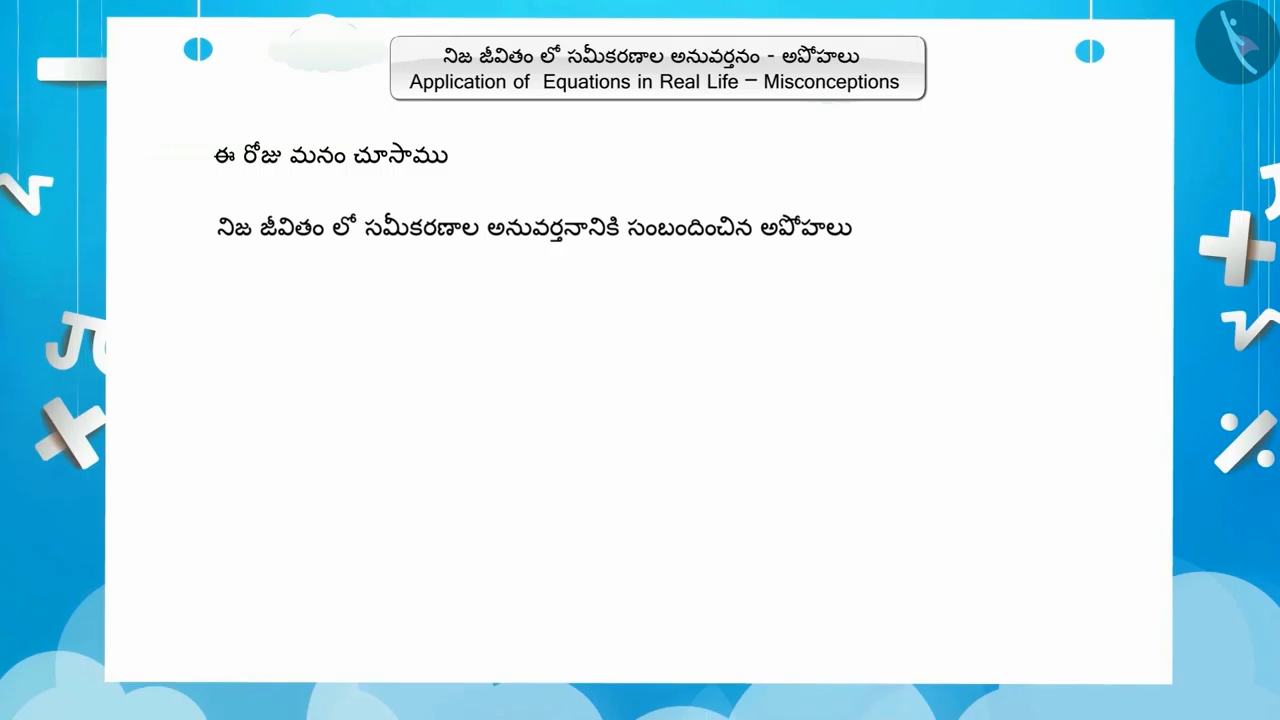 నిజ జీవితం లో సమీకరణాల అనువర్తనం - అపోహలు
Application of Equations in Real Life – Misconceptions
ఈ రోజు మనం చూసాము
నిజ జీవితం లో సమీకరణాల అనువర్తనానికి సంబందించిన అపోహలు